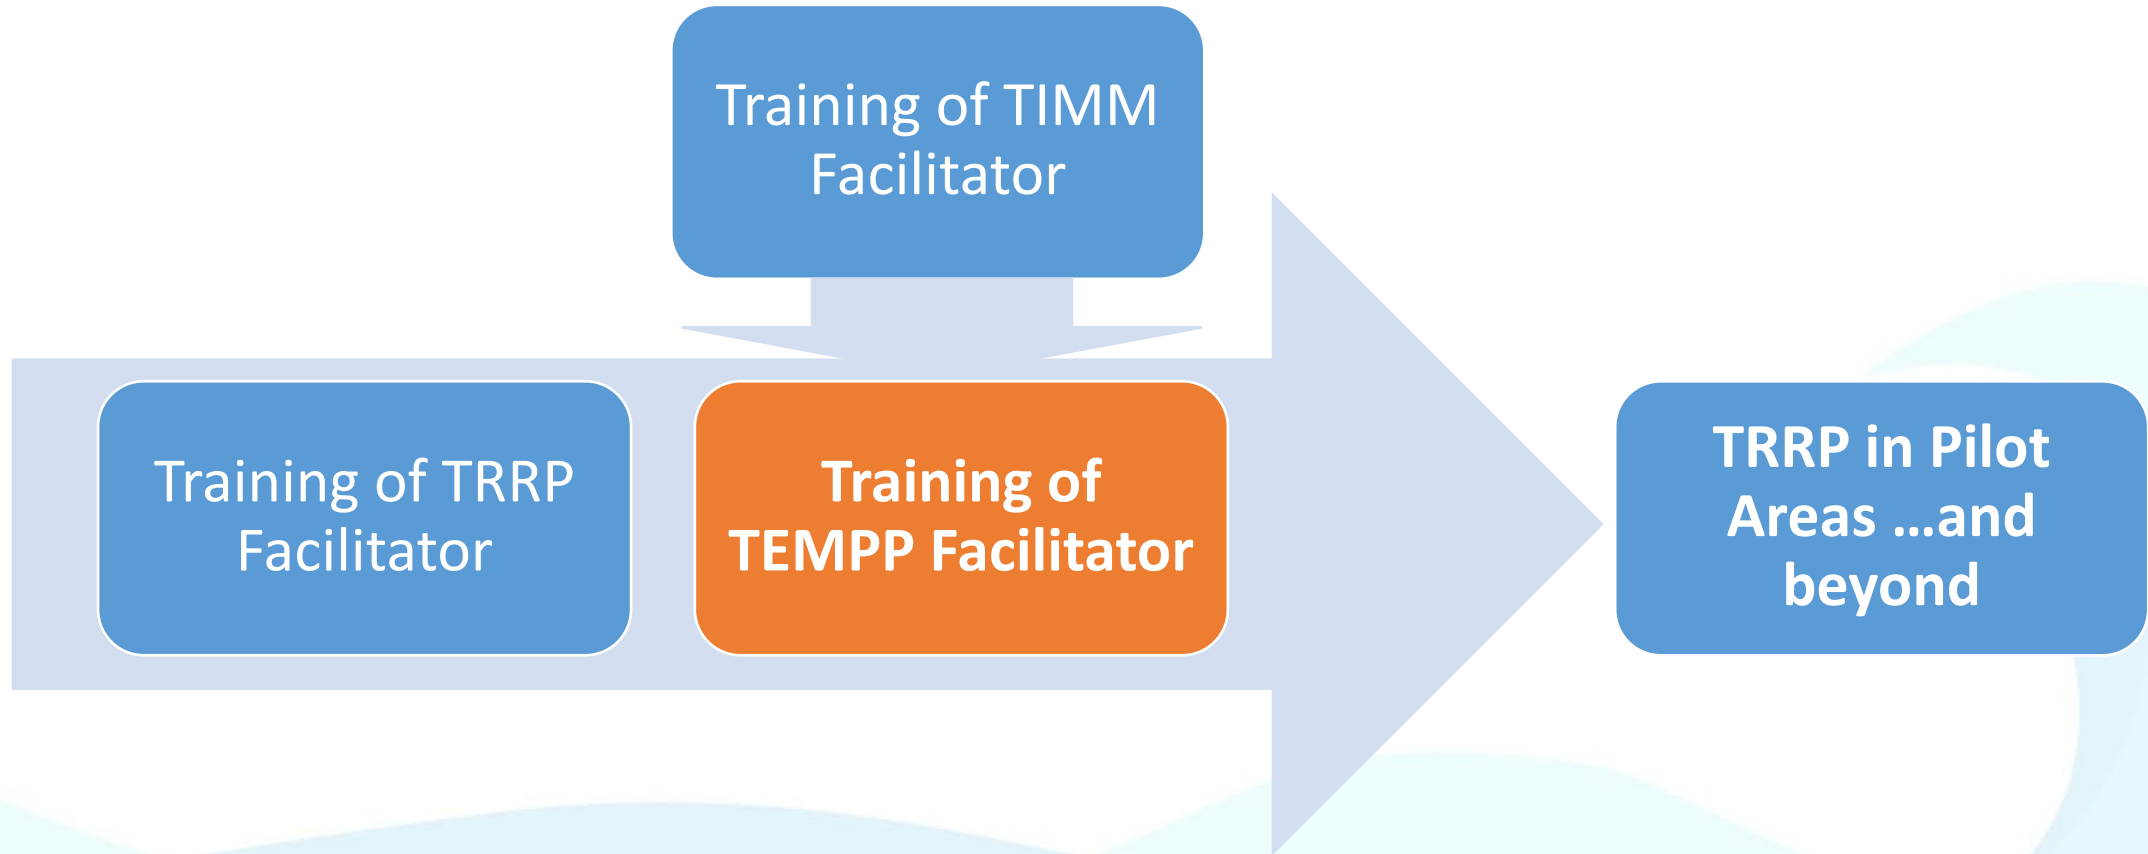 Training of TIMM
Facilitator
Training of TRRP
Facilitator
Training of
TEMPP Facilitator
TRRP in Pilot
Areas ...and
beyond